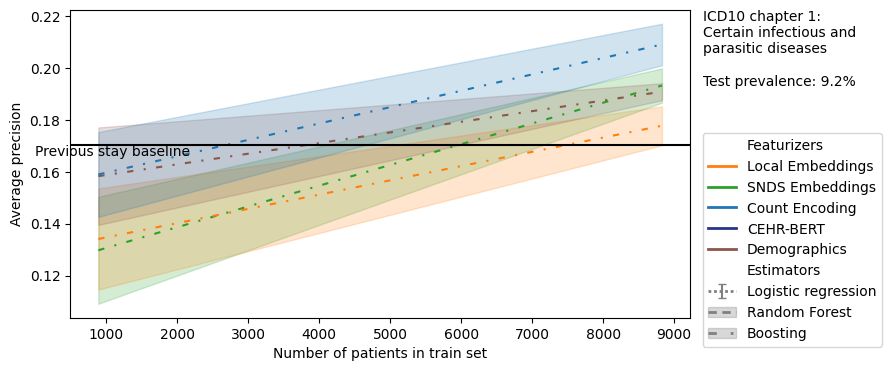 0.22
0.20
0.18
0.16
0.14
0.12
Average precision
Previous stay baseline
1000 2000 3000 4000 5000 6000 7000 8000 9000
Number of patients in train set
ICD10 chapter 1:
Certain infectious and
parasitic diseases
Test prevalence: 9.2%
Featurizers
Local Embeddings
SNDS Embeddings
Count Encoding
CEHR-BERT
Demographics
Estimators
Logistic regression
Random Forest
Boosting